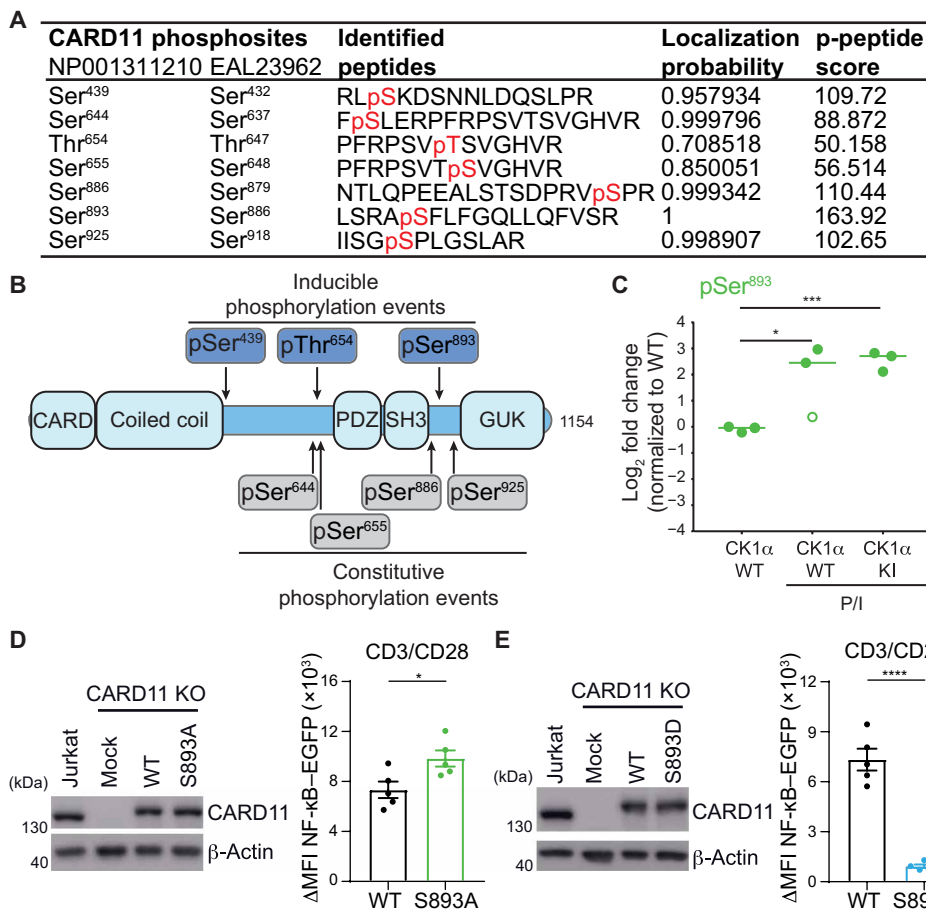 A
CARD11 phosphosites Identified Localization p-peptide
NP001311210 EAL23962 peptides probability score
Ser439 Ser432 RLpSKDSNNLDQSLPR 0.957934 109.72
Ser644 Ser637 FpSLERPFRPSVTSVGHVR 0.999796 88.872
Thr654 Thr647 PFRPSVpTSVGHVR 0.708518 50.158
Ser655 Ser648 PFRPSVTpSVGHVR 0.850051 56.514
Ser886 Ser879 NTLQPEEALSTSDPRVpSPR 0.999342 110.44
Ser893 Ser886 LSRApSFLFGQLLQFVSR 1 163.92
Ser925 Ser918 IISGpSPLGSLAR 0.998907 102.65
B
Inducible
phosphorylation events
pSer439 pThr654 pSer893
CARD Coiled coil PDZ SH3 GUK 1154
pSer644 pSer886 pSer925
pSer655
Constitutive
phosphorylation events
C
pSer893
***
*
Log2 fold change
(normalized to WT)
4
3
2
1
0
−1
−2
−3
−4
CK1α CK1α CK1α
WT WT KI
P/I
D
CARD11 KO
Jurkat Mock WT S893A
(kDa)
130 CARD11
40 β-Actin
CD3/CD28
*
ΔMFI NF-κB–EGFP (×10³)
16
12
8
4
0
WT S893A
E
CARD11 KO
Jurkat Mock WT S893D
(kDa)
130 CARD11
40 β-Actin
CD3/CD2
****
ΔMFI NF-κB–EGFP (×10³)
12
9
6
3
0
WT S89